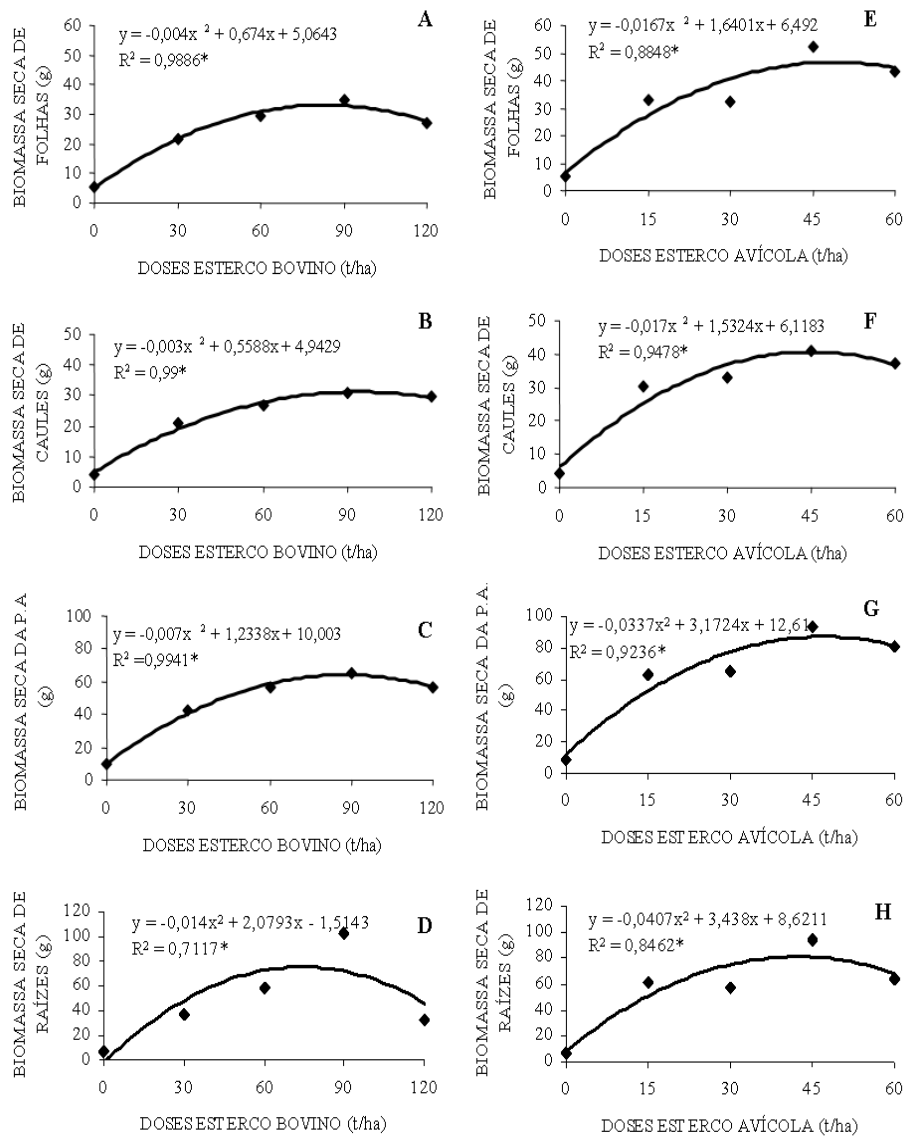 A
y = -0,004x ² + 0,674x + 5,0643
R² = 0,9886*
BIOMASSA SECA DE
FOLHAS (g)
60
50
40
30
20
10
0
0 30 60 90 120
DOSES ESTERCO BOVINO (t/ha)
E
y = -0,0167x ² + 1,6401x + 6,492
R² = 0,8848*
BIOMASSA SECA DE
FOLHAS (g)
60
50
40
30
20
10
0
0 15 30 45 60
DOSES ESTERCO AVÍCOLA (t/ha)
B
y = -0,003x ² + 0,5588x + 4,9429
R² = 0,99*
BIOMASSA SECA DE
CAULES (g)
50
40
30
20
10
0
0 30 60 90 120
DOSES ESTERCO BOVINO (t/ha)
F
y = -0,017x ² + 1,5324x + 6,1183
R² = 0,9478*
BIOMASSA SECA DE
CAULES (g)
50
40
30
20
10
0
0 15 30 45 60
DOSES ESTERCO AVÍCOLA (t/ha)
C
y = -0,007x ² + 1,2338x + 10,003
R² =0,9941*
BIOMASSA SECA DA P.A
(g)
100
80
60
40
20
0
0 30 60 90 120
DOSES ESTERCO BOVINO (t/ha)
G
y = -0,0337x² + 3,1724x + 12,61
R² = 0,9236*
BIOMASSA SECA DA P.A.
(g)
100
80
60
40
20
0
0 15 30 45 60
DOSES ESTERCO AVÍCOLA (t/ha)
D
y = -0,014x² + 2,0793x - 1,5143
R² = 0,7117*
BIOMASSA SECA DE
RAÍZES (g)
120
100
80
60
40
20
0
0 30 60 90 120
DOSES ESTERCO BOVINO (t/ha)
H
y = -0,0407x² + 3,438x + 8,6211
R² = 0,8462*
BIOMASSA SECA DE
RAÍZES (g)
120
100
80
60
40
20
0
0 15 30 45 60
DOSES ESTERCO AVÍCOLA (t/ha)